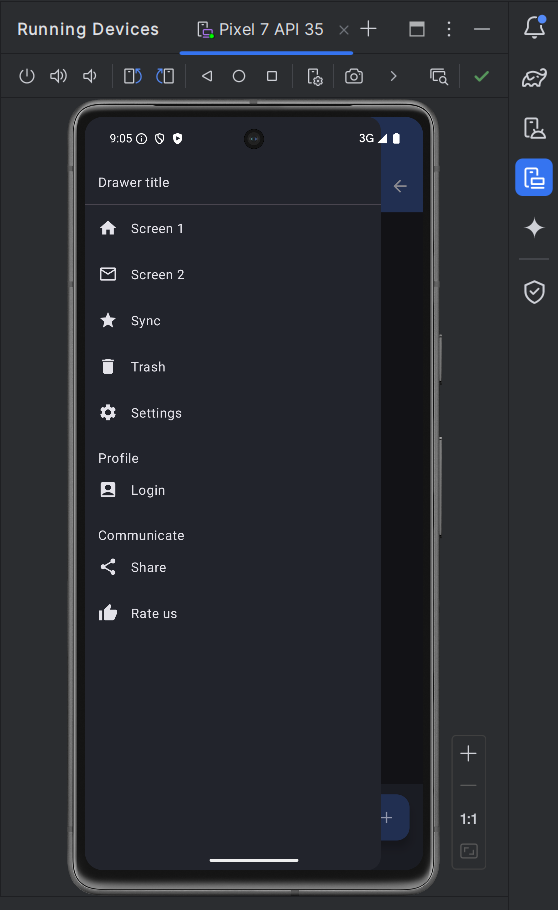 Running Devices
Pixel 7 API 35
9:05
3G
Drawer title
Screen 1
Screen 2
Sync
Trash
Settings
Profile
Login
Communicate
Share
Rate us
1:1